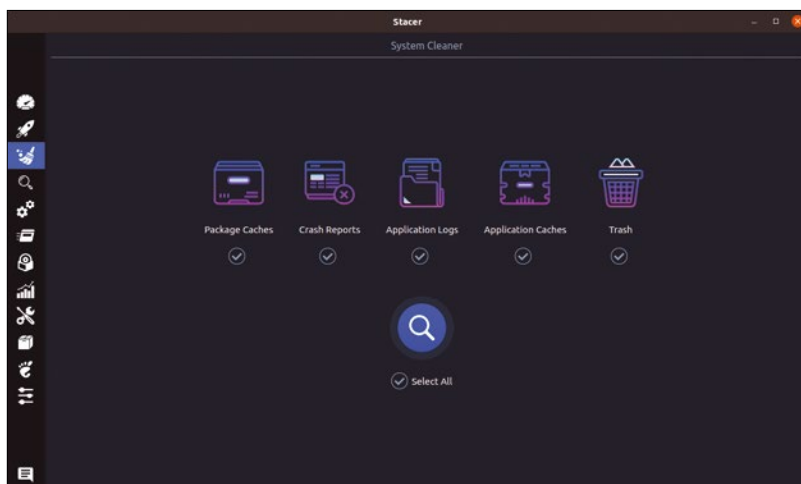 Stacer
System Cleaner
Package Caches
Crash Reports
Application Logs
Application Caches
Trash
Select All